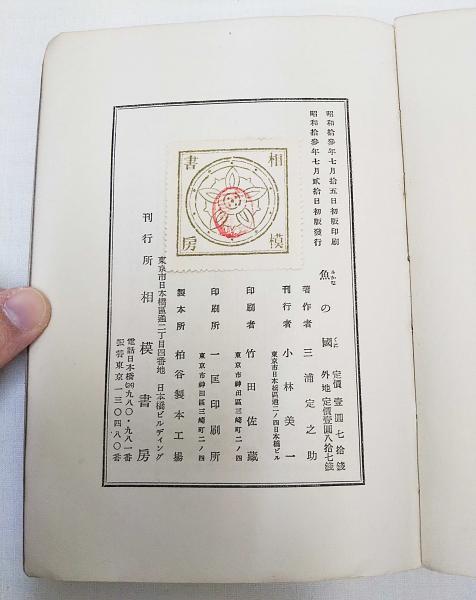 昭和拾參年七月拾五日初版印刷
昭和拾參年七月貳拾日初版發行
魚の國
さかな
くに
定價壹圓七拾錢
外地定價壹圓八拾七錢
著作者 三浦定之助
刊行者 小林美一
東京市日本橋區通二ノ四日本橋ビル
印刷者 竹田佐藏
東京市神田區三崎町二ノ四
印刷所 一匡印刷所
東京市神田區三崎町二ノ四
製本所 柏谷製本工場
東京市日本橋區通二丁目四番地 日本橋ビルディング
刊行所 相模書房
電話日本橋(24)九八〇・九八一番
振替東京一三〇四八〇番
相模
書房